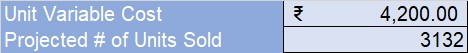 Unit Variable Cost ₹ 4,200.00
Projected # of Units Sold 3132